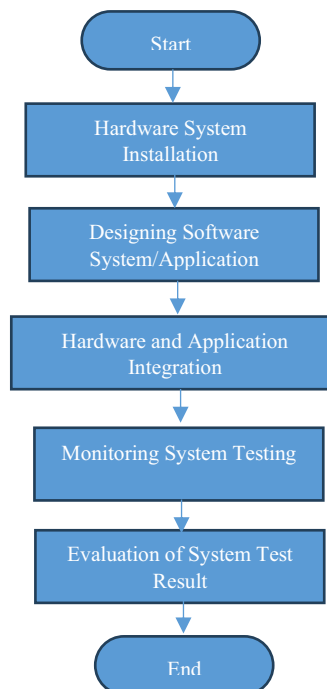 Start
Hardware System
Installation
Designing Software
System/Application
Hardware and Application
Integration
Monitoring System Testing
Evaluation of System Test
Result
End